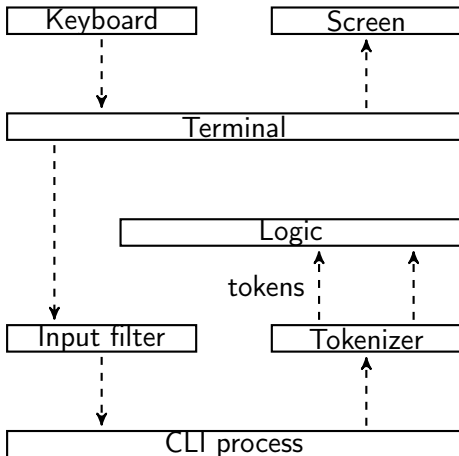 Keyboard
Screen
Terminal
Logic
tokens
Input filter
Tokenizer
CLI process